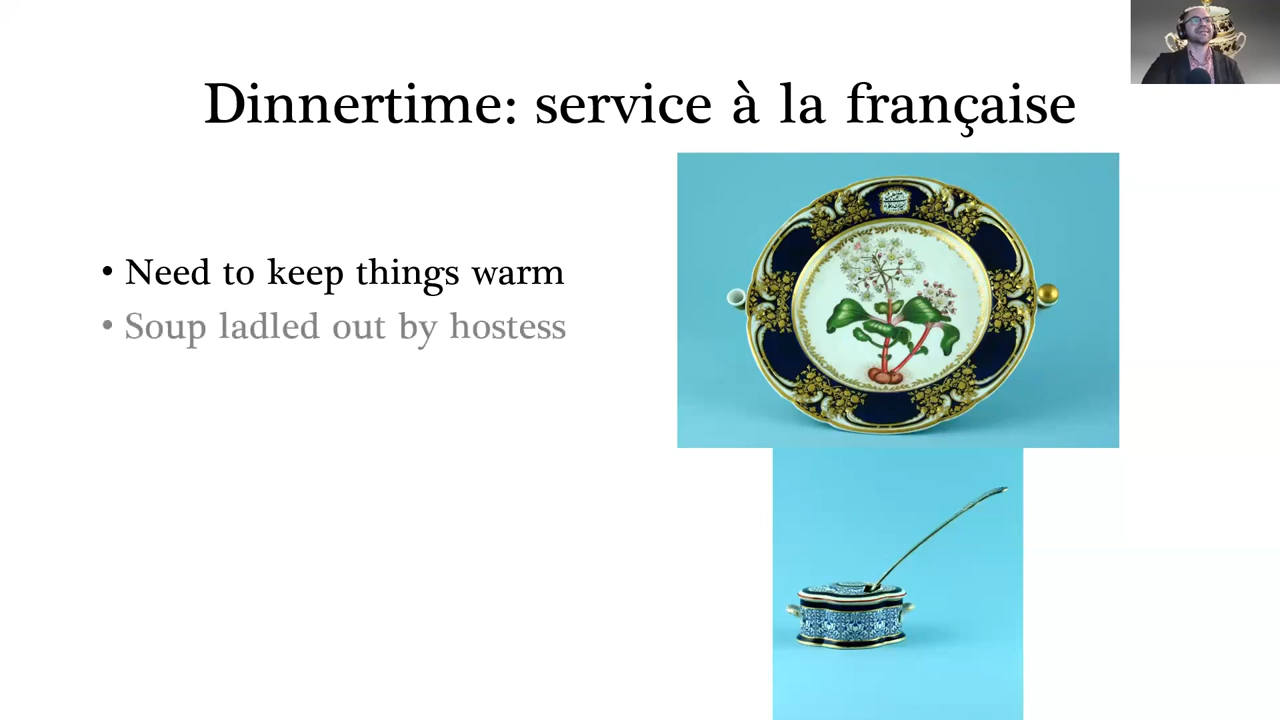 Dinnertime: service à la française
• Need to keep things warm
• Soup ladled out by hostess